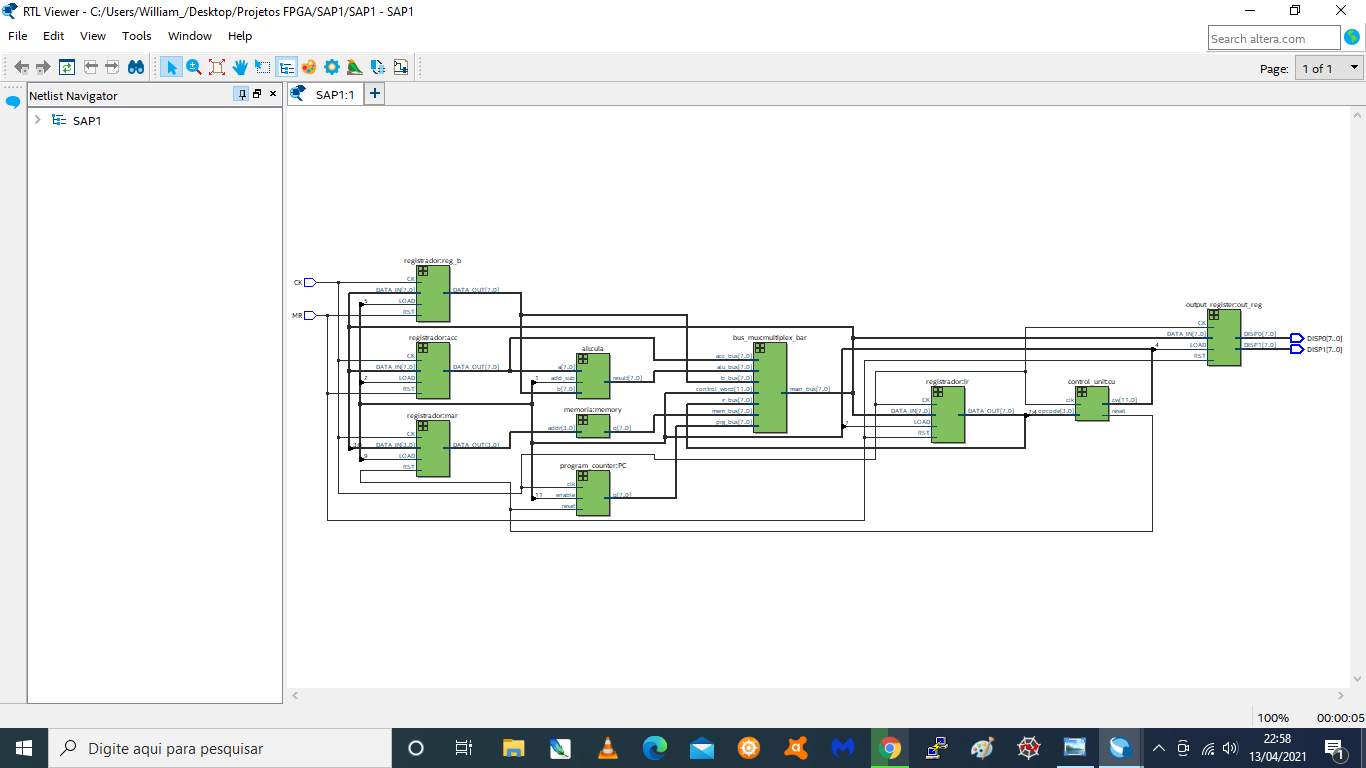 RTL Viewer - C:/Users/William_/Desktop/Projetos FPGA/SAP1/SAP1 - SAP1
File Edit View Tools Window Help
Search altera.com
Page: 1 of 1
Netlist Navigator
SAP1:1
SAP1
registrador:reg_b
CK
DATA_IN[7..0]
LOAD
RST
DATA_OUT[7..0]
5
CK
MR
registrador:acc
CK
DATA_IN[7..0]
LOAD
RST
DATA_OUT[7..0]
2
registrador:mar
CK
DATA_IN[3..0]
LOAD
RST
DATA_OUT[3..0]
9
alu:ula
a[7..0]
add_sub
b[7..0]
result[7..0]
1
memoria:memory
addr[3..0]
q[7..0]
program_counter:PC
clk
enable
reset
q[7..0]
11
bus_mux:multiplex_bar
acc_bus[7..0]
alu_bus[7..0]
b_bus[7..0]
control_word[11..0]
ir_bus[7..0]
mem_bus[7..0]
prg_bus[7..0]
main_bus[7..0]
registrador:ir
CK
DATA_IN[7..0]
LOAD
RST
DATA_OUT[7..0]
7
control_unit:cu
clk
opcode[3..0]
cw[11..0]
reset
7:4
output_register:out_reg
CK
DATA_IN[7..0]
LOAD
RST
DISP0[7..0]
DISP1[7..0]
4
DISP0[7..0]
DISP1[7..0]
100% 00:00:05
Digite aqui para pesquisar
22:58
13/04/2021
1